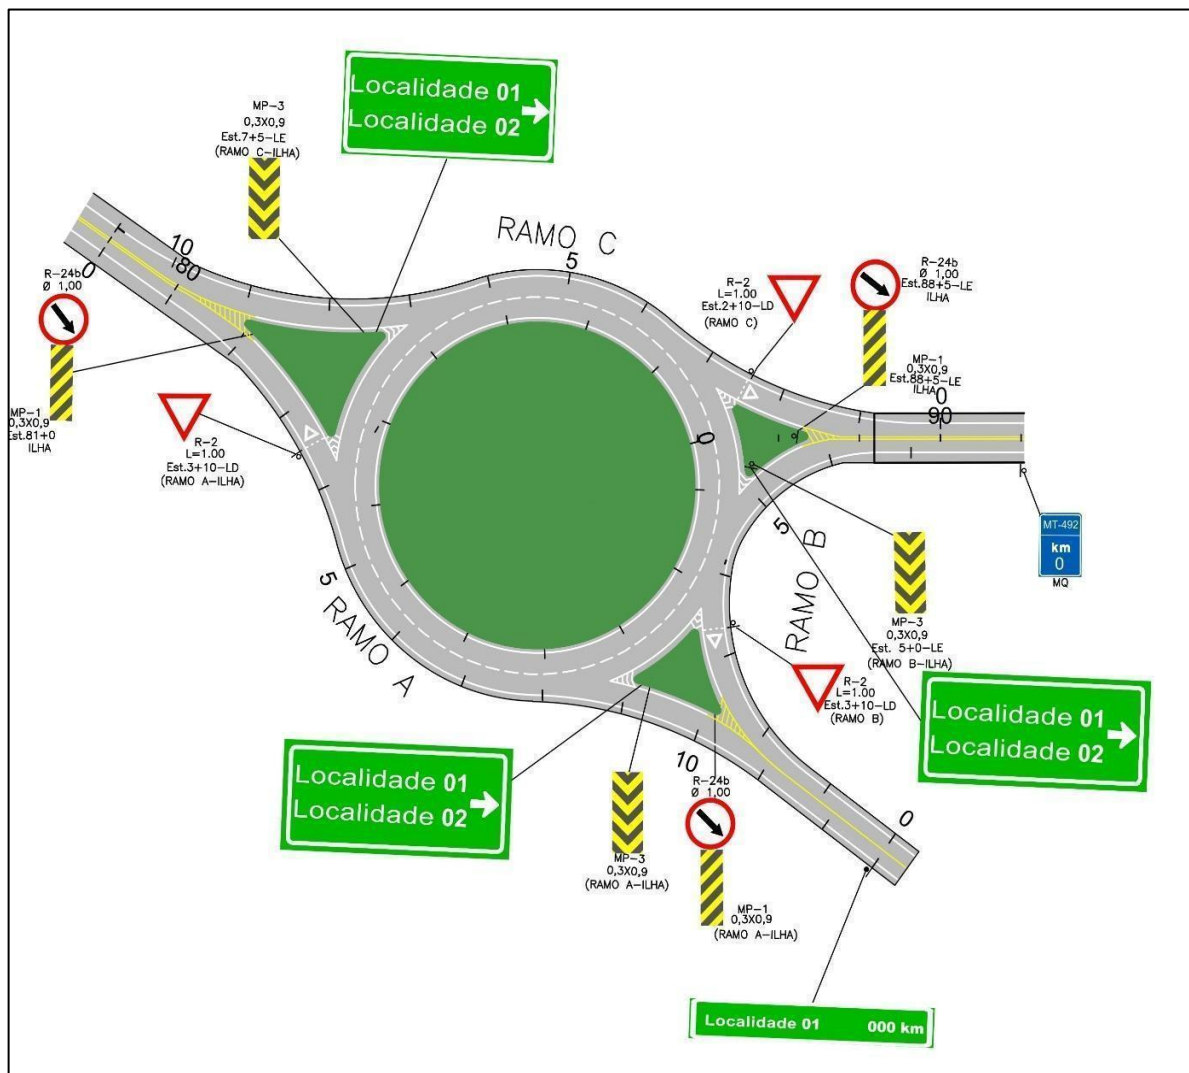 Localidade 01
Localidade 02
MP-3
0,3X0,9
Est.7+5-LE
(RAMO C-ILHA)
RAMO C
5
10
80
0
R-24b
Ø 1,00
MP-1
0,3X0,9
Est.81+0
ILHA
R-2
L=1.00
Est.3+10-LD
(RAMO A-ILHA)
R-2
L=1.00
Est.2+10-LD
(RAMO C)
R-24b
Ø 1,00
Est.88+5-LE
ILHA
MP-1
0,3X0,9
Est.88+5-LE
ILHA
0
90
0
5
MT-492
km
0
MQ
RAMO B
MP-3
0,3X0,9
Est. 5+0-LE
(RAMO B-ILHA)
5
RAMO A
R-2
L=1.00
Est.3+10-LD
(RAMO B)
Localidade 01
Localidade 02
Localidade 01
Localidade 02
10
R-24b
Ø 1,00
0
MP-3
0,3X0,9
(RAMO A-ILHA)
MP-1
0,3X0,9
(RAMO A-ILHA)
Localidade 01 000 km